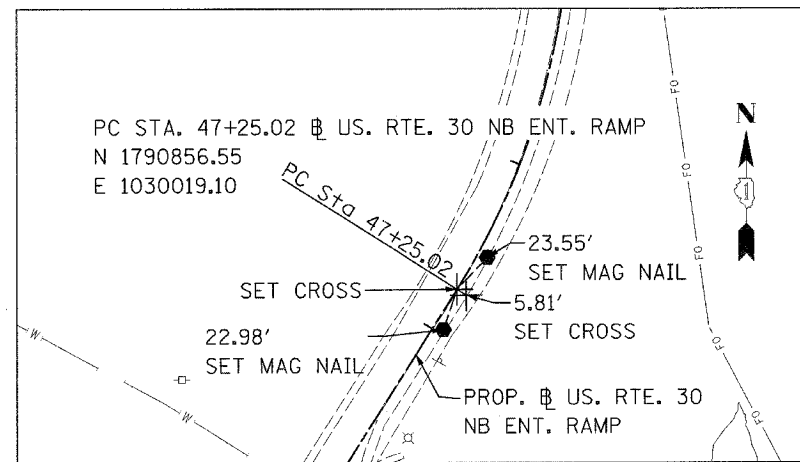 PC STA. 47+25.02 ℄ US. RTE. 30 NB ENT. RAMP
N 1790856.55
E 1030019.10
PC Sta 47+25.02
N
FO
FO
FO
FO
23.55'
SET MAG NAIL
SET CROSS
5.81'
SET CROSS
22.98'
SET MAG NAIL
PROP. ℄ US. RTE. 30
NB ENT. RAMP
W
W